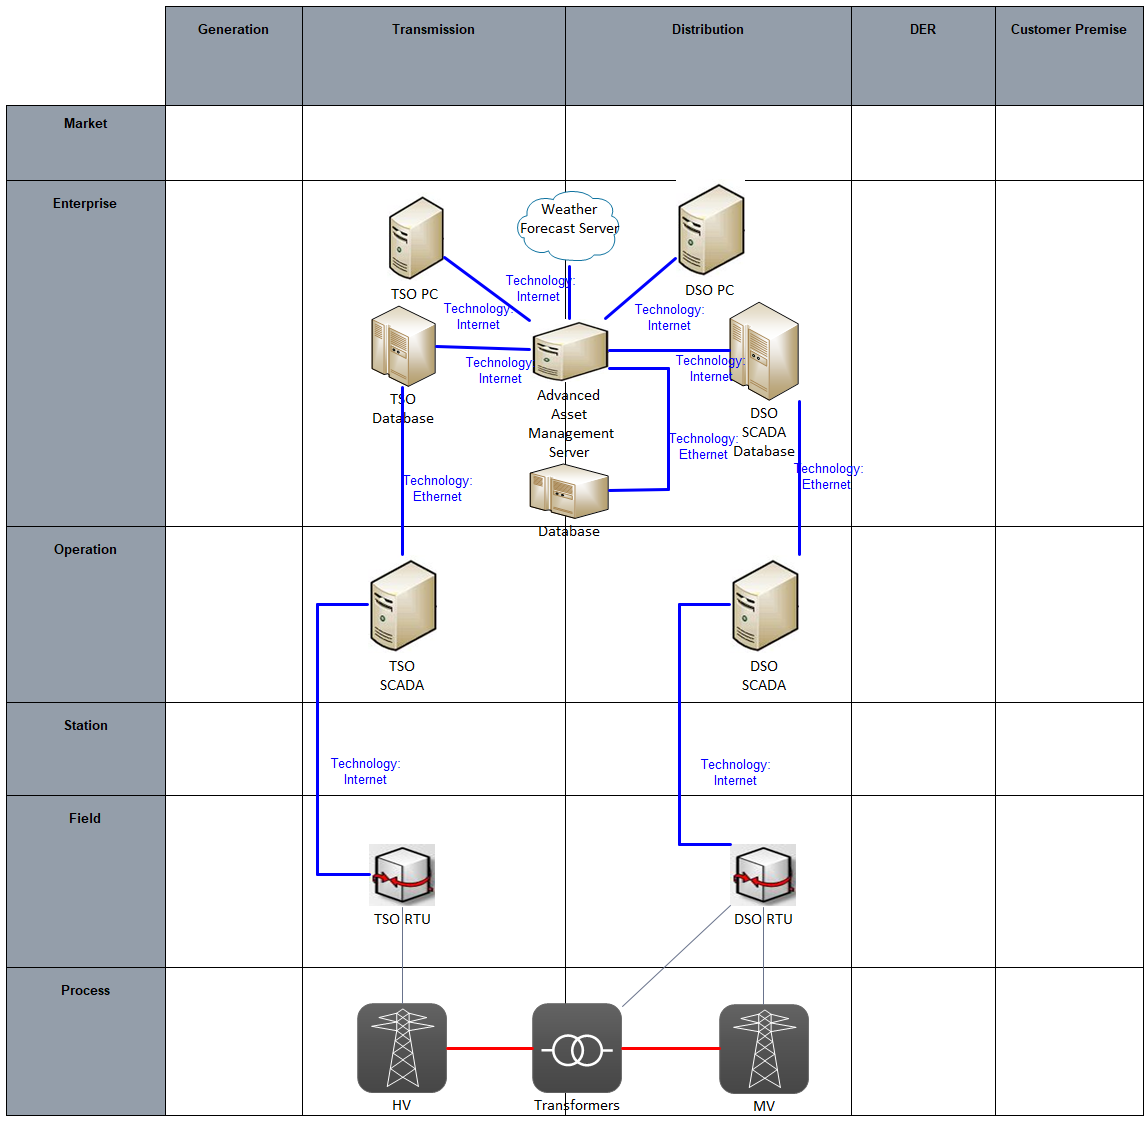 Generation
Transmission
Distribution
DER
Customer Premise
Market
Enterprise
Weather
Forecast Server
TSO PC
DSO PC
Technology:
Internet
Technology:
Internet
Technology:
Internet
Technology:
Internet
Technology:
Internet
TSO
Database
Advanced
Asset
Management
Server
DSO
SCADA
Database
Technology:
Ethernet
Technology:
Ethernet
Technology:
Ethernet
Database
Operation
TSO
SCADA
DSO
SCADA
Station
Technology:
Internet
Technology:
Internet
Field
TSO RTU
DSO RTU
Process
HV
Transformers
MV